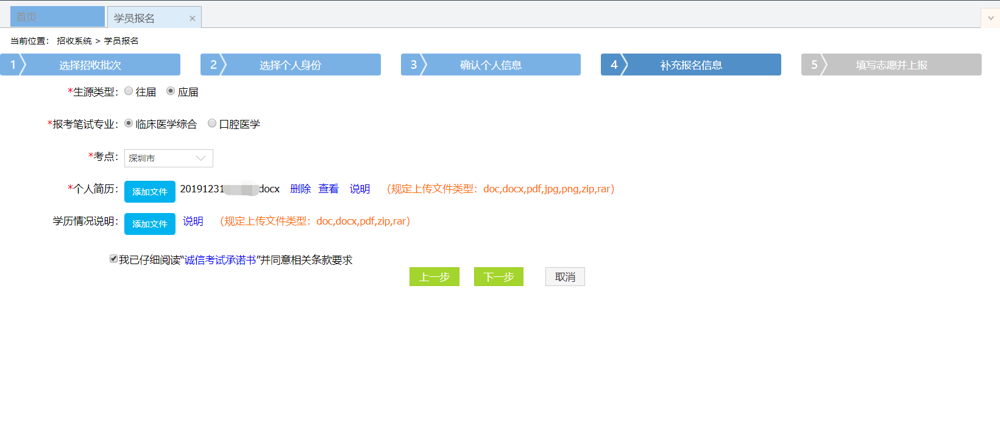 首页 学员报名 ×
当前位置： 招收系统 > 学员报名
1 选择招收批次 2 选择个人身份 3 确认个人信息 4 补充报名信息 5 填写志愿并上报
*生源类型： 往届 应届
*报考笔试专业： 临床医学综合 口腔医学
*考点： 深圳市
*个人简历： 添加文件 20191231 docx 删除 查看 说明 （规定上传文件类型：doc,docx,pdf,jpg,png,zip,rar）
学历情况说明： 添加文件 说明 （规定上传文件类型：doc,docx,pdf,zip,rar）
我已仔细阅读“诚信考试承诺书”并同意相关条款要求
上一步 下一步 取消